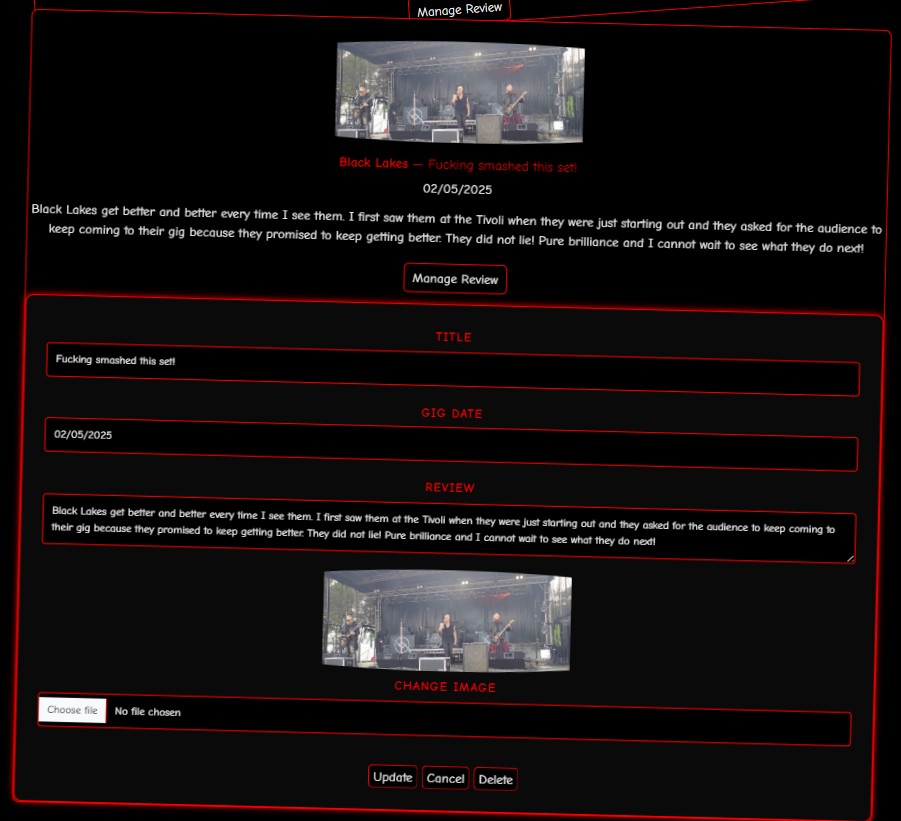 Manage Review
Black Lakes — Fucking smashed this set!
02/05/2025
Black Lakes get better and better every time I see them. I first saw them at the Tivoli when they were just starting out and they asked for the audience to
keep coming to their gig because they promised to keep getting better. They did not lie! Pure brilliance and I cannot wait to see what they do next!
Manage Review
TITLE
Fucking smashed this set!
GIG DATE
02/05/2025
REVIEW
Black Lakes get better and better every time I see them. I first saw them at the Tivoli when they were just starting out and they asked for the audience to keep coming to
their gig because they promised to keep getting better. They did not lie! Pure brilliance and I cannot wait to see what they do next!
CHANGE IMAGE
Choose file No file chosen
Update Cancel Delete